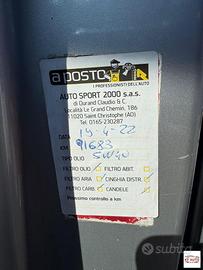 a posto
I PROFESSIONISTI DELL'AUTO
AUTO SPORT 2000 s.a.s.
di Durand Claudio & C.
Località Le Grand Chemin, 186
11020 Saint Christophe (AO)
Tel. 0165-230287
DATA 19-4-22
KM 91683
TIPO OLIO 5W40
FILTRO OLIO FILTRO ABIT.
FILTRO ARIA CINGHIA DISTR.
FILTRO CARB. CANDELE
Prossimo controllo a km
subito